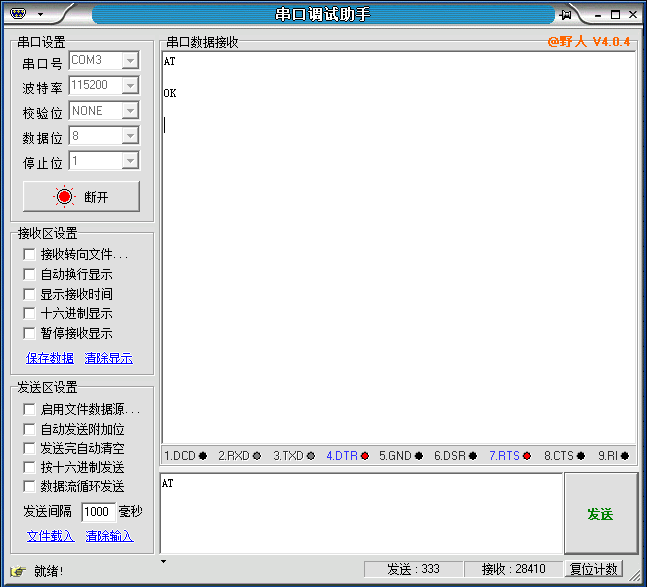 串口调试助手
串口设置
串口号 COM3
波特率 115200
校验位 NONE
数据位 8
停止位 1
断开
接收区设置
接收转向文件...
自动换行显示
显示接收时间
十六进制显示
暂停接收显示
保存数据 清除显示
发送区设置
启用文件数据源...
自动发送附加位
发送完自动清空
按十六进制发送
数据流循环发送
发送间隔 1000 毫秒
文件载入 清除输入
串口数据接收 @野人 V4.0.4
AT
OK
1.DCD 2.RXD 3.TXD 4.DTR 5.GND 6.DSR 7.RTS 8.CTS 9.RI
AT
发送
就绪! 发送 : 333 接收 : 28410 复位计数